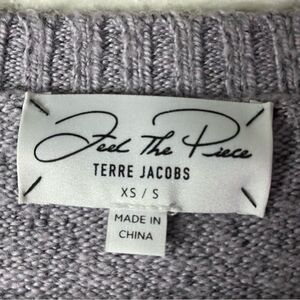 Feel The Piece
TERRE JACOBS
XS / S
MADE IN
CHINA